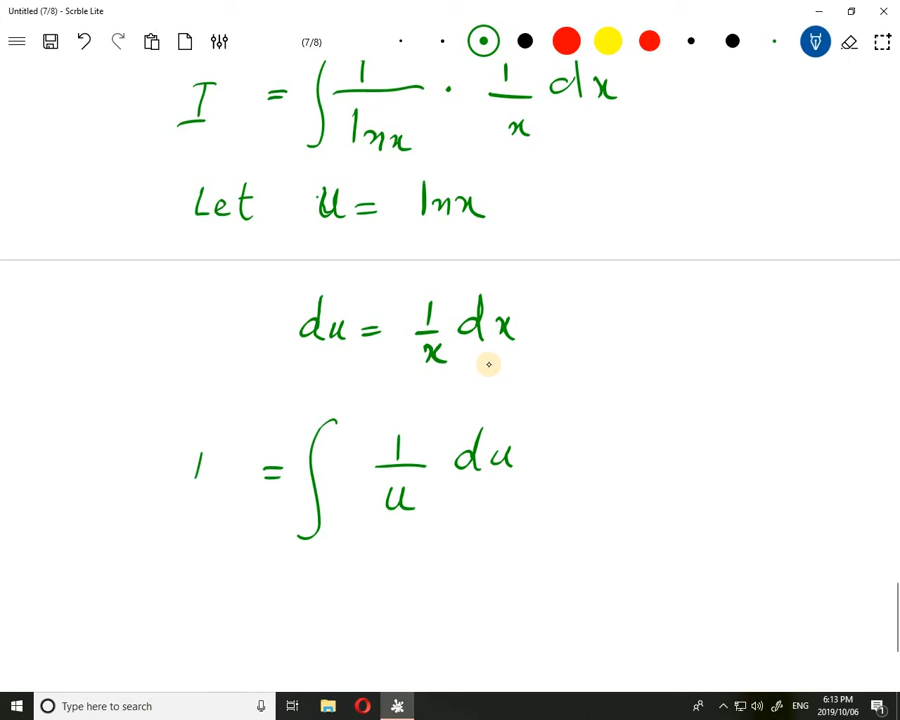 Untitled (7/8) - Scrble Lite
(7/8)
I = ∫ 1/lnx · 1/x dx
Let u = lnx
du = 1/x dx
I = ∫ 1/u du
Type here to search
ENG
6:13 PM
2019/10/06
1